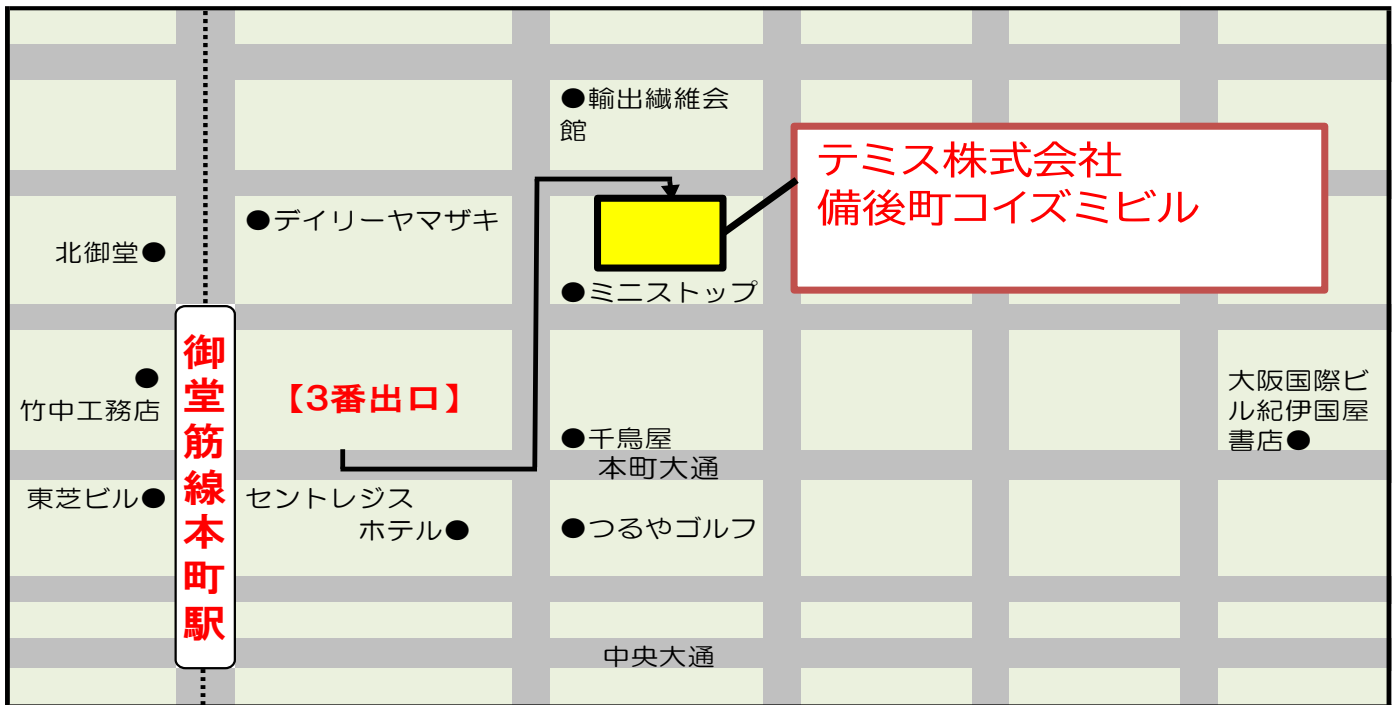 ●輸出繊維会
館
テミス株式会社
備後町コイズミビル
●デイリーヤマザキ
北御堂●
●ミニストップ
御堂筋線本町駅
【3番出口】
●
竹中工務店
大阪国際ビ
ル紀伊国屋
書店●
●千鳥屋
本町大通
東芝ビル●
セントレジス
ホテル●
●つるやゴルフ
中央大通